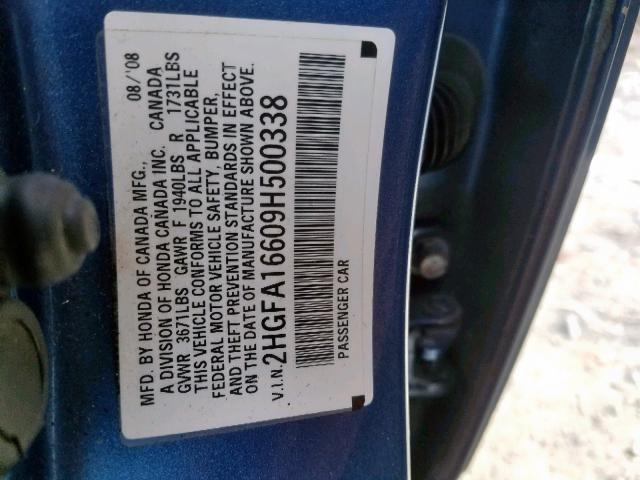 MFD. BY HONDA OF CANADA MFG., 08/'08
A DIVISION OF HONDA CANADA INC. CANADA
GVWR 3671LBS GAWR F 1940LBS R 1731LBS
THIS VEHICLE CONFORMS TO ALL APPLICABLE
FEDERAL MOTOR VEHICLE SAFETY, BUMPER,
AND THEFT PREVENTION STANDARDS IN EFFECT
ON THE DATE OF MANUFACTURE SHOWN ABOVE.
V.I.N. 2HGFA16609H500338
PASSENGER CAR